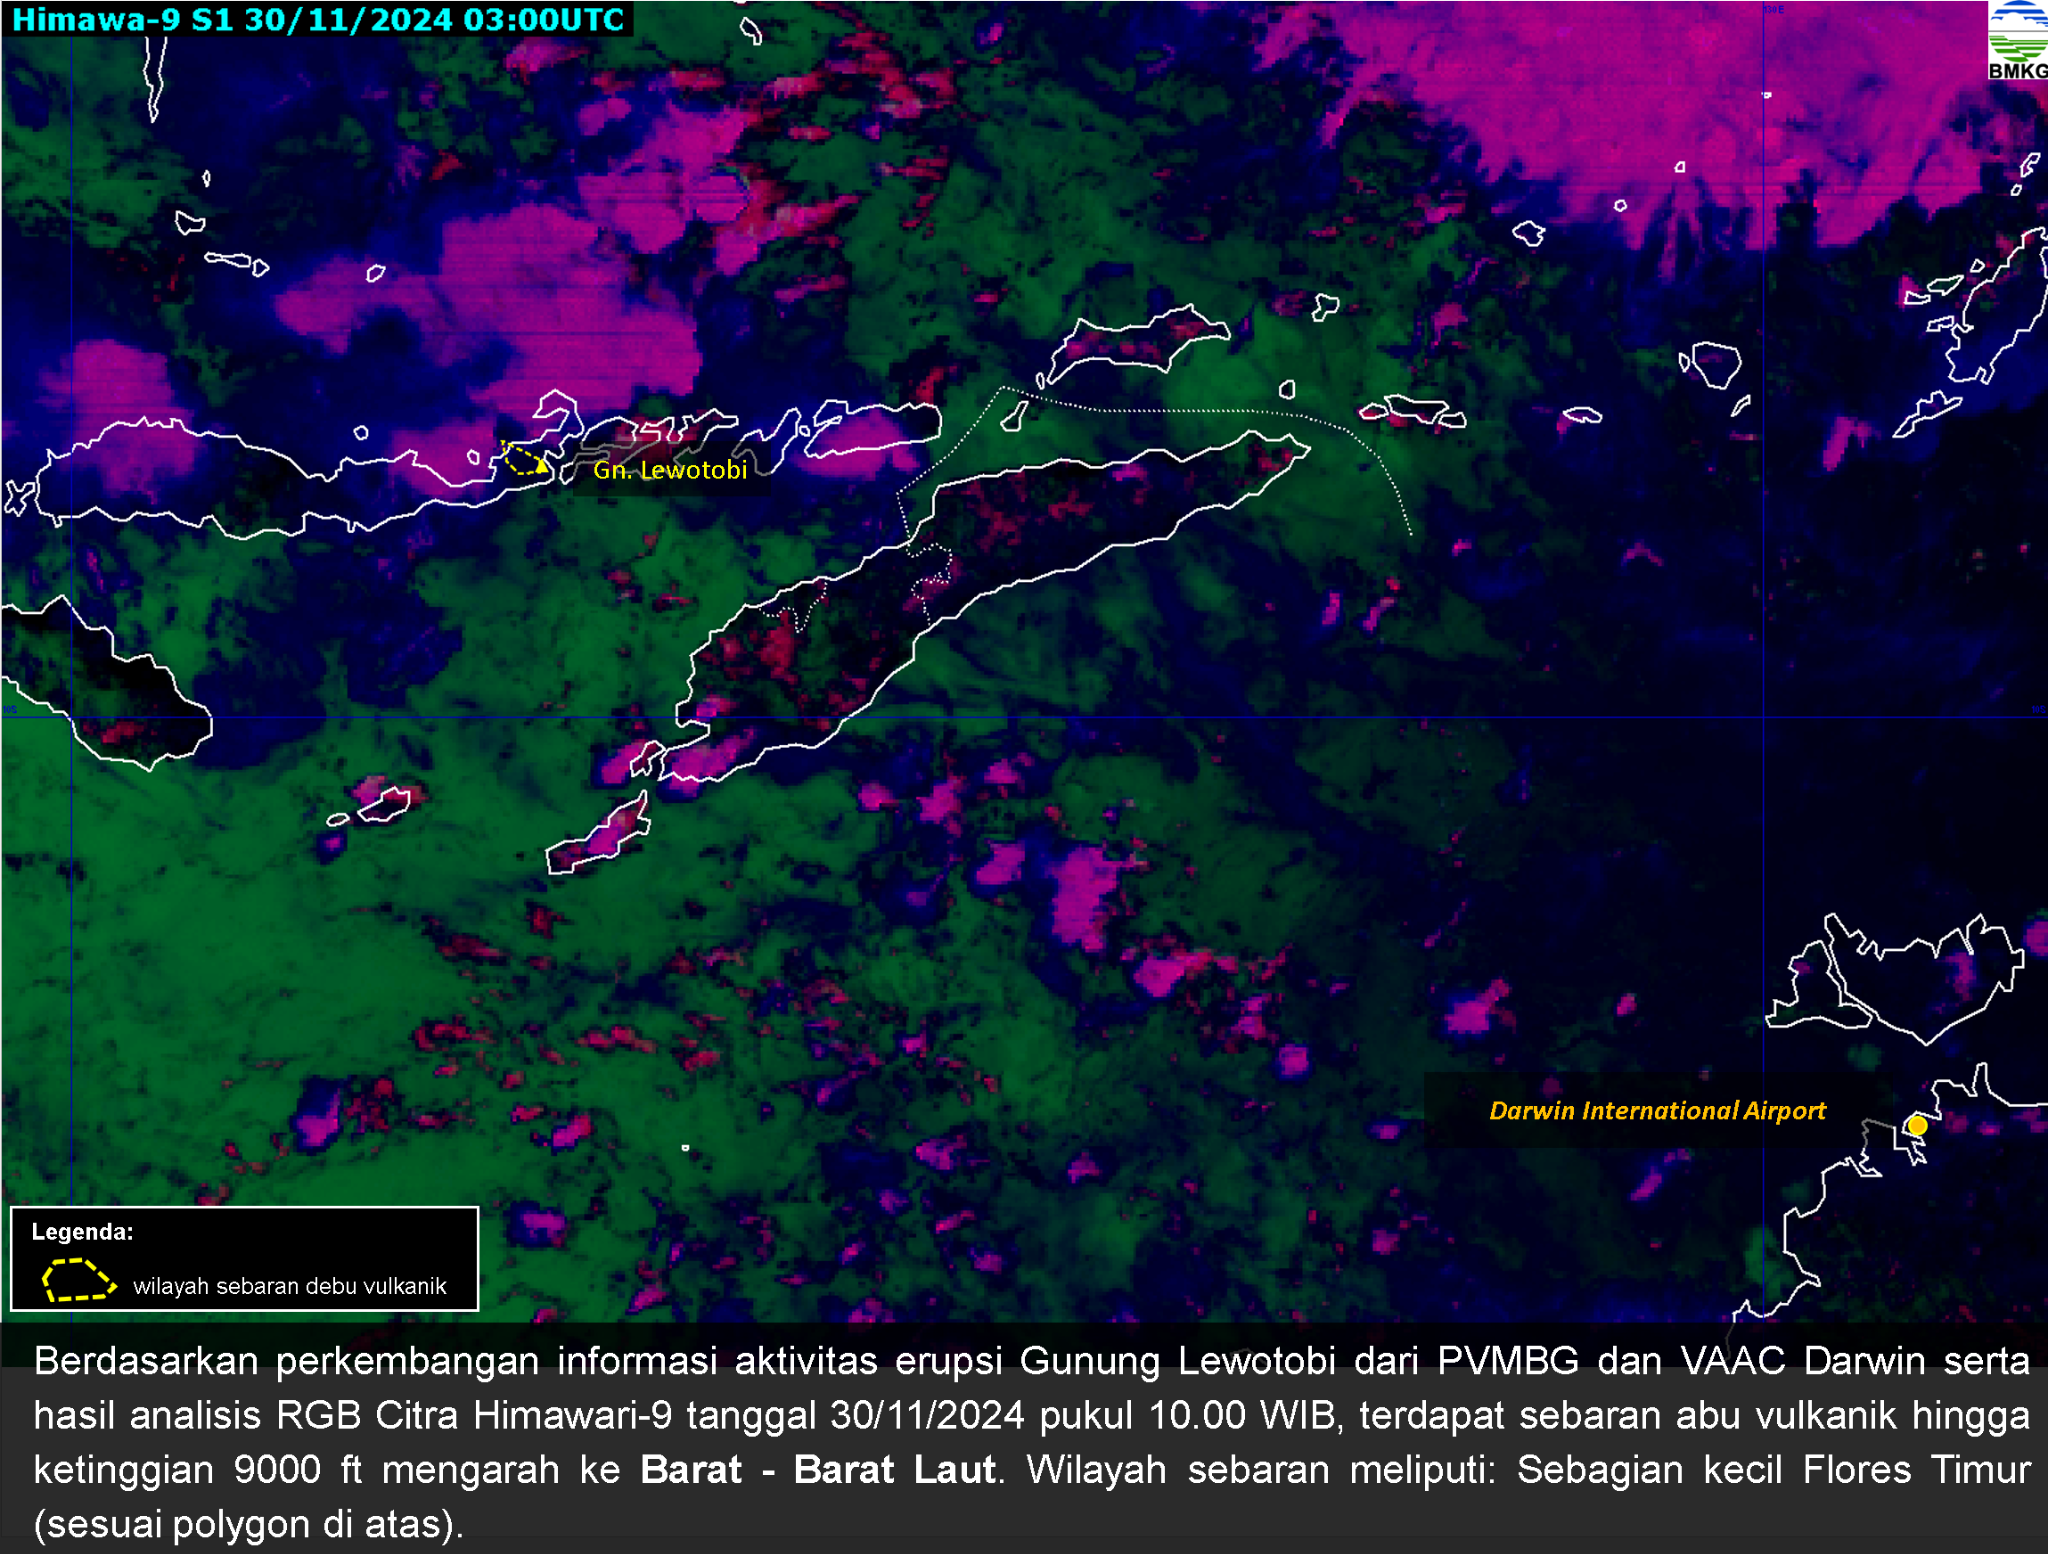 Himawa-9 S1 30/11/2024 03:00UTC
130E
BMKG
Gn. Lewotobi
10S
Darwin International Airport
Legenda:
wilayah sebaran debu vulkanik
Berdasarkan perkembangan informasi aktivitas erupsi Gunung Lewotobi dari PVMBG dan VAAC Darwin serta
hasil analisis RGB Citra Himawari-9 tanggal 30/11/2024 pukul 10.00 WIB, terdapat sebaran abu vulkanik hingga
ketinggian 9000 ft mengarah ke Barat - Barat Laut. Wilayah sebaran meliputi: Sebagian kecil Flores Timur
(sesuai polygon di atas).